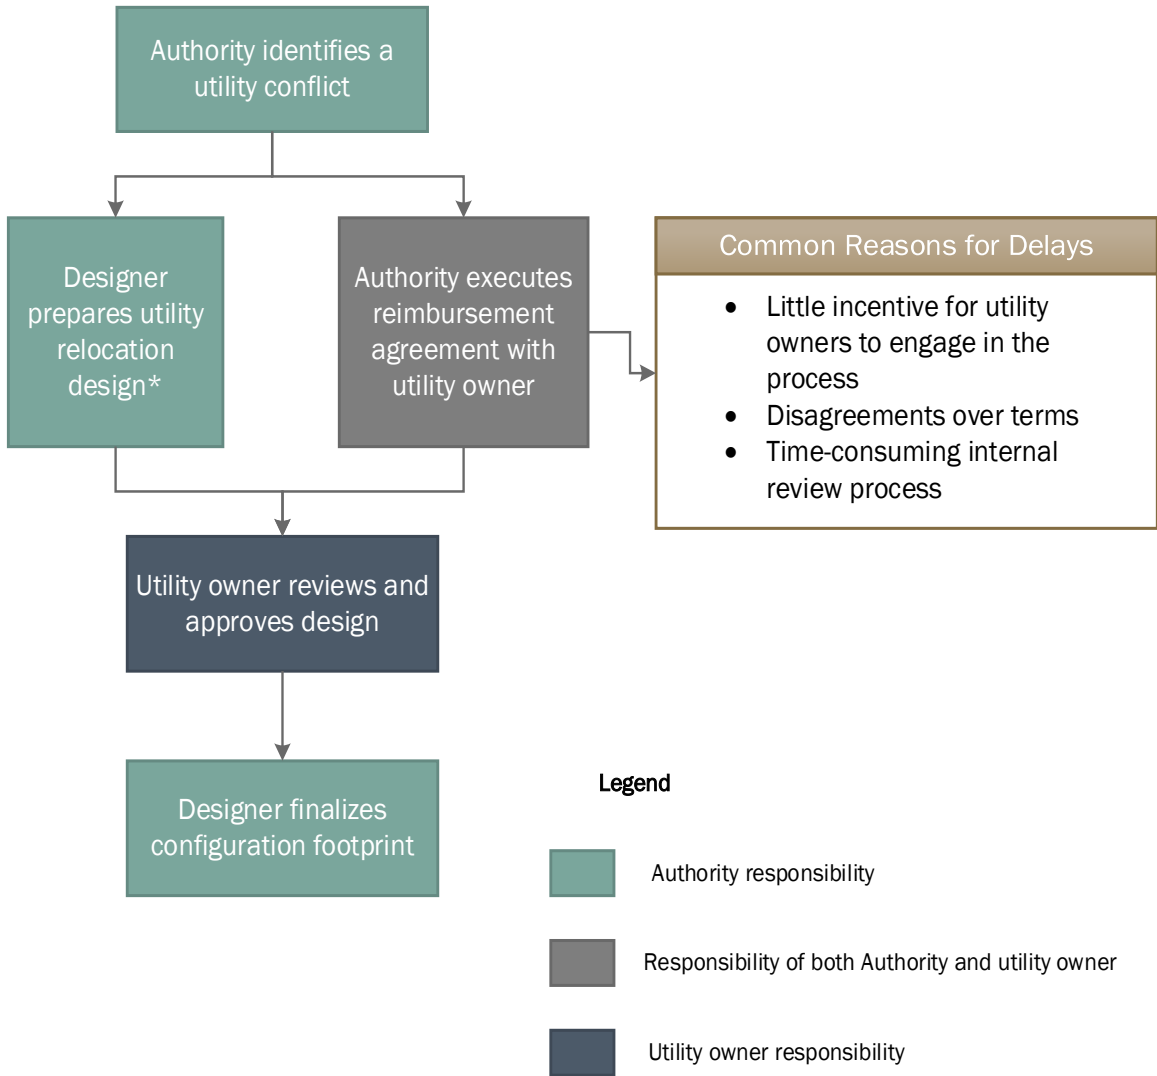 Authority identifies a
utility conflict
Designer
prepares utility
relocation
design*
Authority executes
reimbursement
agreement with
utility owner
Common Reasons for Delays
• Little incentive for utility
owners to engage in the
process
• Disagreements over terms
• Time-consuming internal
review process
Utility owner reviews and
approves design
Designer finalizes
configuration footprint
Legend
Authority responsibility
Responsibility of both Authority and utility owner
Utility owner responsibility